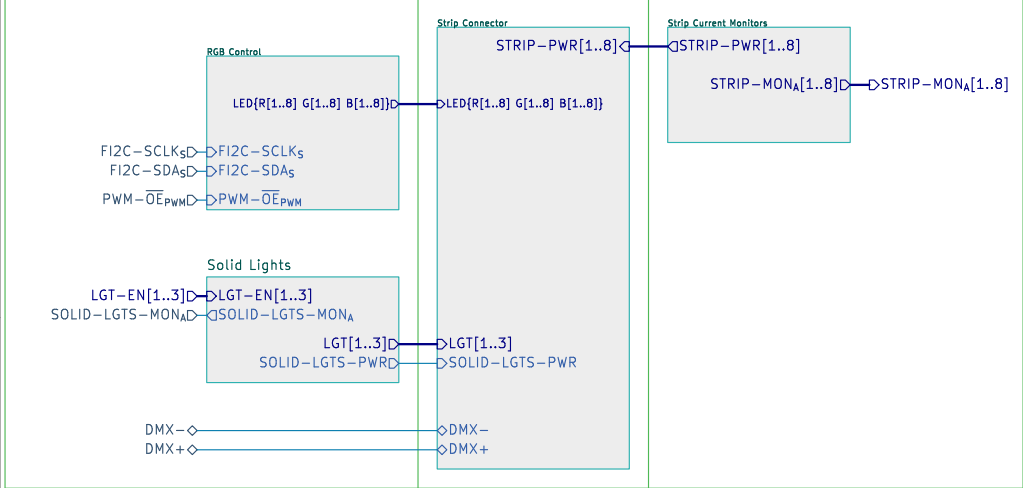 Strip Connector
Strip Current Monitors
RGB Control
STRIP-PWR[1..8]
STRIP-PWR[1..8]
STRIP-MONA[1..8]
STRIP-MONA[1..8]
LED{R[1..8] G[1..8] B[1..8]}
LED{R[1..8] G[1..8] B[1..8]}
FI2C-SCLKS
FI2C-SCLKS
FI2C-SDAS
FI2C-SDAS
PWM-OEPWM
PWM-OEPWM
Solid Lights
LGT-EN[1..3]
LGT-EN[1..3]
SOLID-LGTS-MONA
SOLID-LGTS-MONA
LGT[1..3]
LGT[1..3]
SOLID-LGTS-PWR
SOLID-LGTS-PWR
DMX-
DMX-
DMX+
DMX+